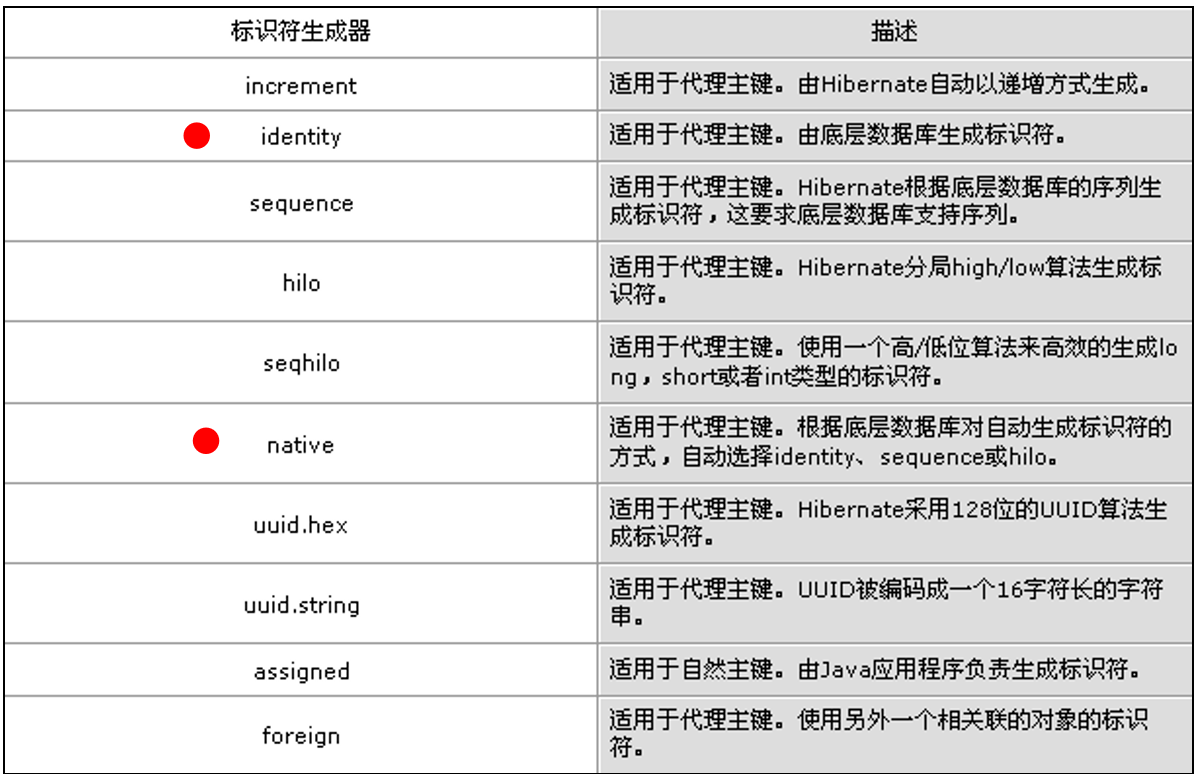 标识符生成器
描述
increment
适用于代理主键。由Hibernate自动以递增方式生成。
identity
适用于代理主键。由底层数据库生成标识符。
sequence
适用于代理主键。Hibernate根据底层数据库的序列生
成标识符，这要求底层数据库支持序列。
hilo
适用于代理主键。Hibernate分局high/low算法生成标
识符。
seqhilo
适用于代理主键。使用一个高/低位算法来高效的生成lo
ng，short或者int类型的标识符。
native
适用于代理主键。根据底层数据库对自动生成标识符的
方式，自动选择identity、sequence或hilo。
uuid.hex
适用于代理主键。Hibernate采用128位的UUID算法生
成标识符。
uuid.string
适用于代理主键。UUID被编码成一个16字符长的字符
串。
assigned
适用于自然主键。由Java应用程序负责生成标识符。
foreign
适用于代理主键。使用另外一个相关联的对象的标识
符。